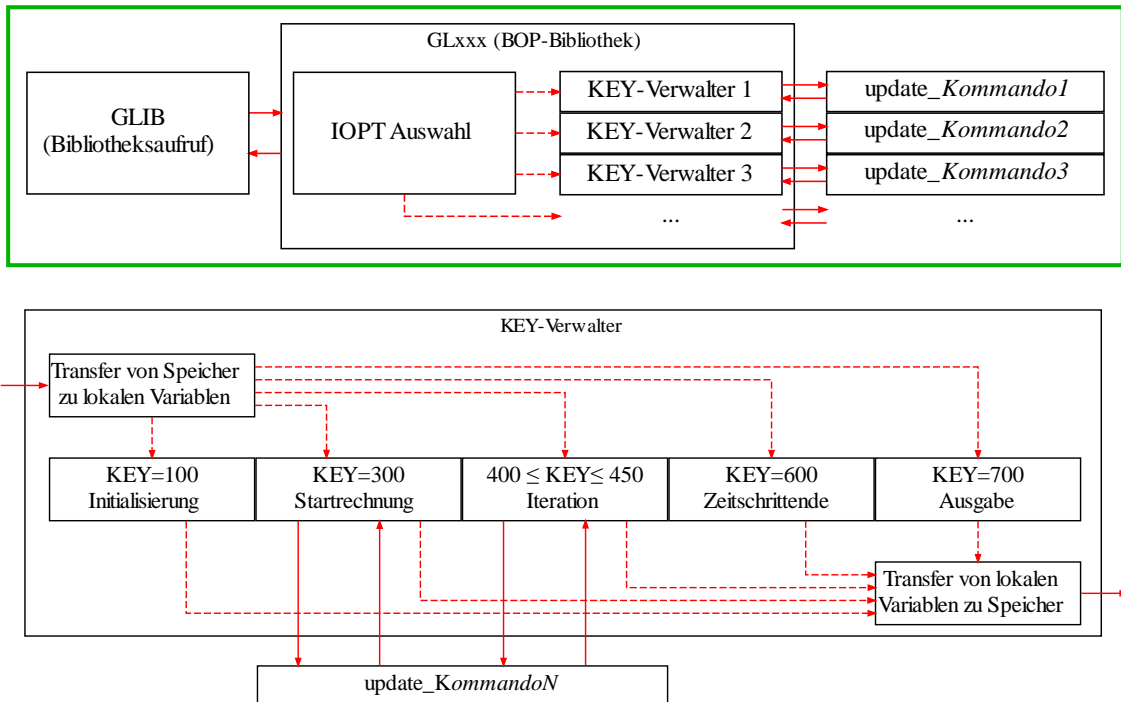 GLxxx (BOP-Bibliothek)
GLIB
(Bibliotheksaufruf)
IOPT Auswahl
KEY-Verwalter 1
KEY-Verwalter 2
KEY-Verwalter 3
...
update_Kommando1
update_Kommando2
update_Kommando3
...
KEY-Verwalter
Transfer von Speicher
zu lokalen Variablen
KEY=100
Initialisierung
KEY=300
Startrechnung
400 ≤ KEY≤ 450
Iteration
KEY=600
Zeitschrittende
KEY=700
Ausgabe
Transfer von lokalen
Variablen zu Speicher
update_KommandoN